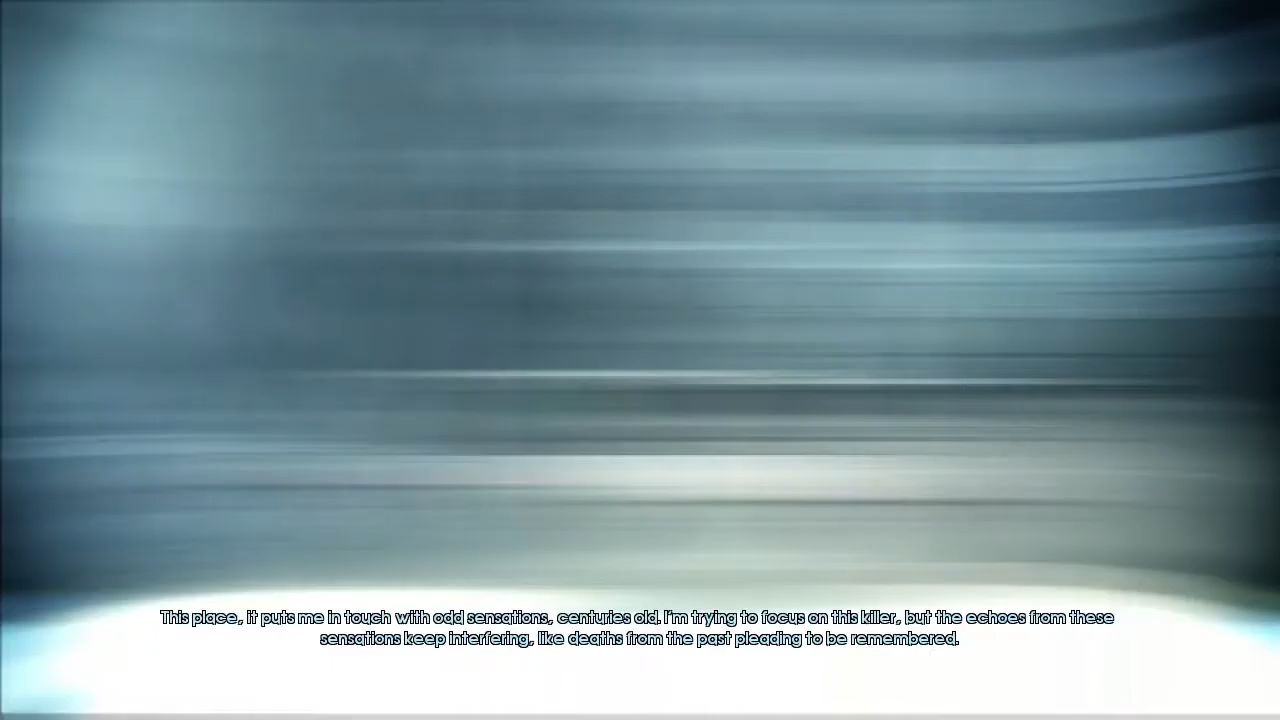 This place, it puts me in touch with odd sensations, centuries old. I'm trying to focus on this killer, but the echoes from these
sensations keep interfering, like deaths from the past pleading to be remembered.